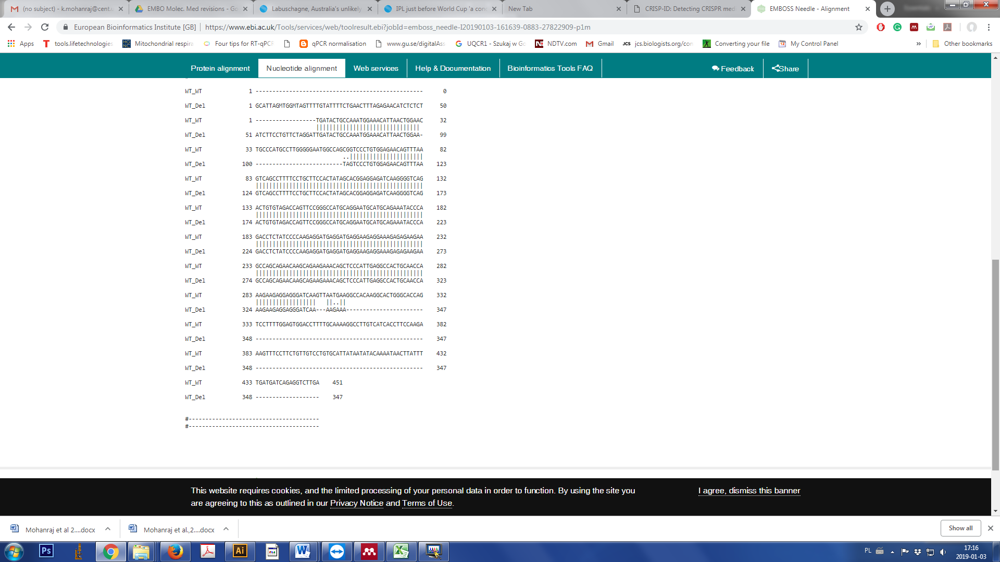 (no subject) - k.mohanraj@cent.u
EMBO Molec. Med revisions - Go
Labuschagne, Australia's unlikely
IPL just before World Cup 'a conc
New Tab
CRISP-ID: Detecting CRISPR med
EMBOSS Needle - Alignment
European Bioinformatics Institute [GB] | https://www.ebi.ac.uk/Tools/services/web/toolresult.ebi?jobId=emboss_needle-I20190103-161639-0883-27822909-p1m
Apps
tools.lifetechnologies
Mitochondrial respira
Four tips for RT-qPCR
qPCR normalisation
www.gu.se/digitalAss
UQCR1 - Szukaj w Go
NDTV.com
Gmail
jcs.biologists.org/con
Converting your file
My Control Panel
Other bookmarks
Protein alignment
Nucleotide alignment
Web services
Help & Documentation
Bioinformatics Tools FAQ
Feedback
Share
WT_WT 1 -------------------------------------------------- 0
WT_Del 1 GCATTAGMTGGMTAGTTTTGTATTTTCTGAACTTTAGAGAACATCTCTCT 50
WT_WT 1 ------------------TGATACTGCCAAATGGAAACATTAACTGGAAC 32
|||||||||||||||||||||||||||||||
WT_Del 51 ATCTTCCTGTTCTAGGATTGATACTGCCAAATGGAAACATTAACTGGAA- 99
WT_WT 33 TGCCCATGCCTTGGGGGAATGGCCAGCGGTCCCTGTGGAGAACAGTTTAA 82
..||||||||||||||||||||||
WT_Del 100 --------------------------TAGTCCCTGTGGAGAACAGTTTAA 123
WT_WT 83 GTCAGCCTTTTCCTGCTTCCACTATAGCACGGAGGAGATCAAGGGGTCAG 132
||||||||||||||||||||||||||||||||||||||||||||||||||
WT_Del 124 GTCAGCCTTTTCCTGCTTCCACTATAGCACGGAGGAGATCAAGGGGTCAG 173
WT_WT 133 ACTGTGTAGACCAGTTCCGGGCCATGCAGGAATGCATGCAGAAATACCCA 182
||||||||||||||||||||||||||||||||||||||||||||||||||
WT_Del 174 ACTGTGTAGACCAGTTCCGGGCCATGCAGGAATGCATGCAGAAATACCCA 223
WT_WT 183 GACCTCTATCCCCAAGAGGATGAGGATGAGGAAGAGGAAAGAGAGAAGAA 232
||||||||||||||||||||||||||||||||||||||||||||||||||
WT_Del 224 GACCTCTATCCCCAAGAGGATGAGGATGAGGAAGAGGAAAGAGAGAAGAA 273
WT_WT 233 GCCAGCAGAACAAGCAGAAGAAACAGCTCCCATTGAGGCCACTGCAACCA 282
||||||||||||||||||||||||||||||||||||||||||||||||||
WT_Del 274 GCCAGCAGAACAAGCAGAAGAAACAGCTCCCATTGAGGCCACTGCAACCA 323
WT_WT 283 AAGAAGAGGAGGGATCAAGTTAATGAAGGCCACAAGGCACTGGGCACCAG 332
||||||||||||||||||   ||..||
WT_Del 324 AAGAAGAGGAGGGATCAA---AAGAAA----------------------- 347
WT_WT 333 TCCTTTTGGAGTGGACCTTTTGCAAAAGGCCTTGTCATCACCTTCCAAGA 382
WT_Del 348 -------------------------------------------------- 347
WT_WT 383 AAGTTTCCTTCTGTTGTCCTGTGCATTATAATATACAAAATAACTTATTT 432
WT_Del 348 -------------------------------------------------- 347
WT_WT 433 TGATGATCAGAGGTCTTGA 451
WT_Del 348 ------------------- 347
#---------------------------------------
#---------------------------------------
This website requires cookies, and the limited processing of your personal data in order to function. By using the site you
are agreeing to this as outlined in our Privacy Notice and Terms of Use.
I agree, dismiss this banner
Mohanraj et al 2....docx
Mohanraj et al.,2....docx
Show all
Ps
Ai
PL
17:16
2019-01-03